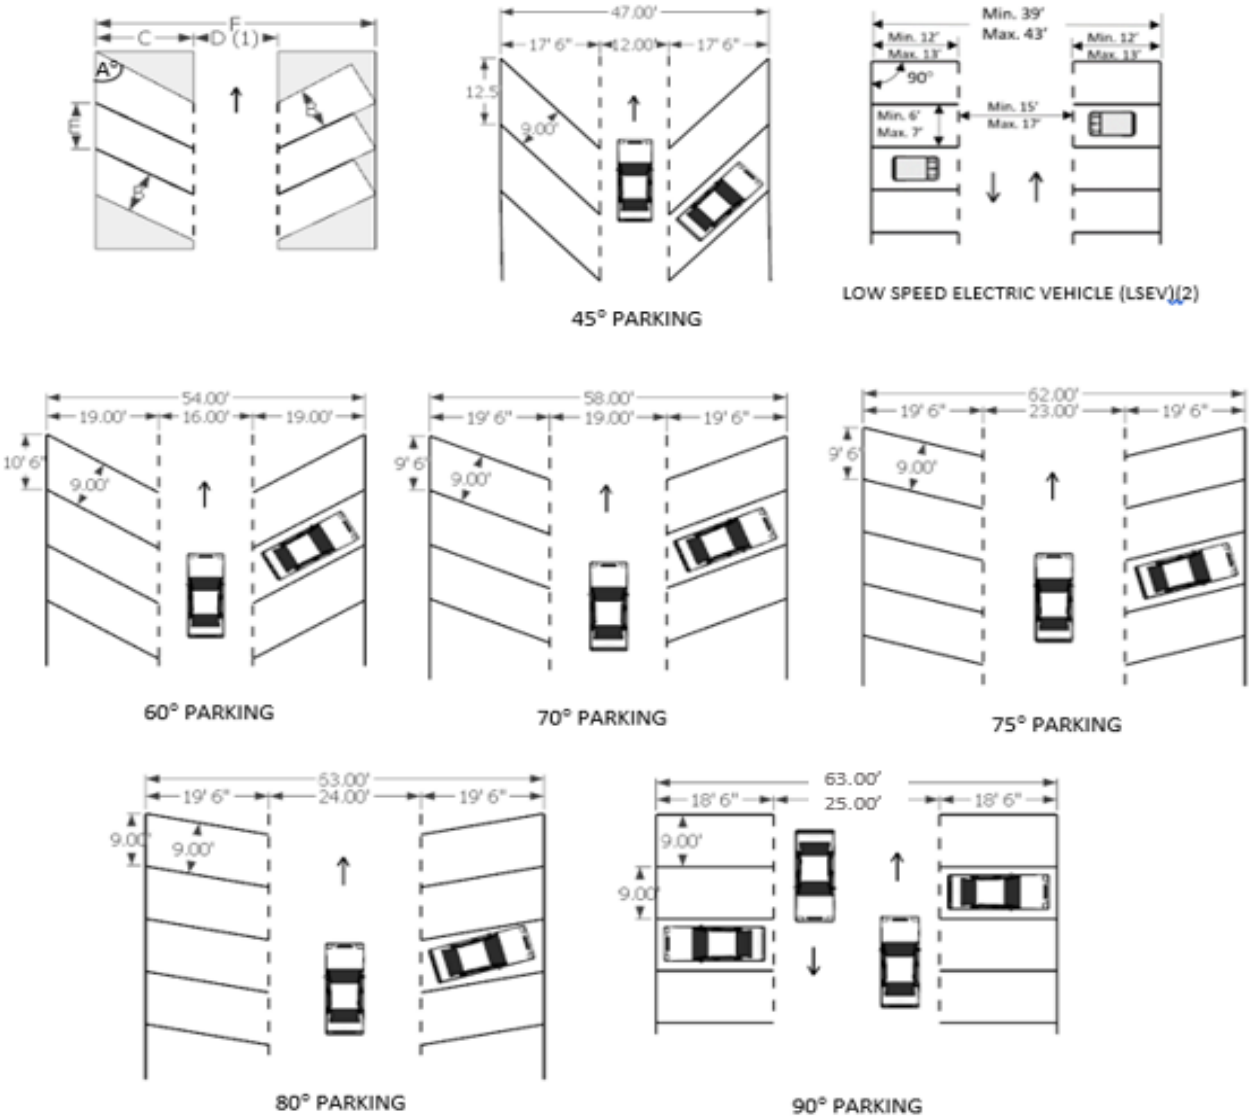 F
C
D (1)
A°
B
E
B
47.00'
17' 6"
12.00'
17' 6"
12.5
9.00'
45° PARKING
Min. 39'
Max. 43'
Min. 12'
Max. 13'
Min. 12'
Max. 13'
90°
Min. 6'
Max. 7'
Min. 15'
Max. 17'
LOW SPEED ELECTRIC VEHICLE (LSEV)(2)
54.00'
19.00'
16.00'
19.00'
10' 6"
9.00'
60° PARKING
58.00'
19' 6"
19.00'
19' 6"
9' 6"
9.00'
70° PARKING
62.00'
19' 6"
23.00'
19' 6"
9' 6"
9.00'
75° PARKING
63.00'
19' 6"
24.00'
19' 6"
9.00'
9.00'
80° PARKING
63.00'
18' 6"
25.00'
18' 6"
9.00'
9.00'
90° PARKING